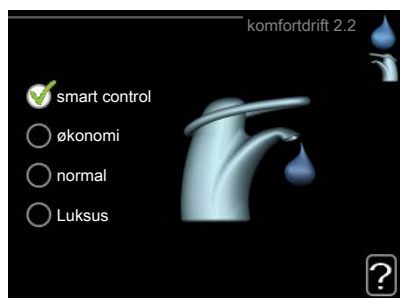 komfortdrift 2.2
smart control
økonomi
normal
Luksus
?